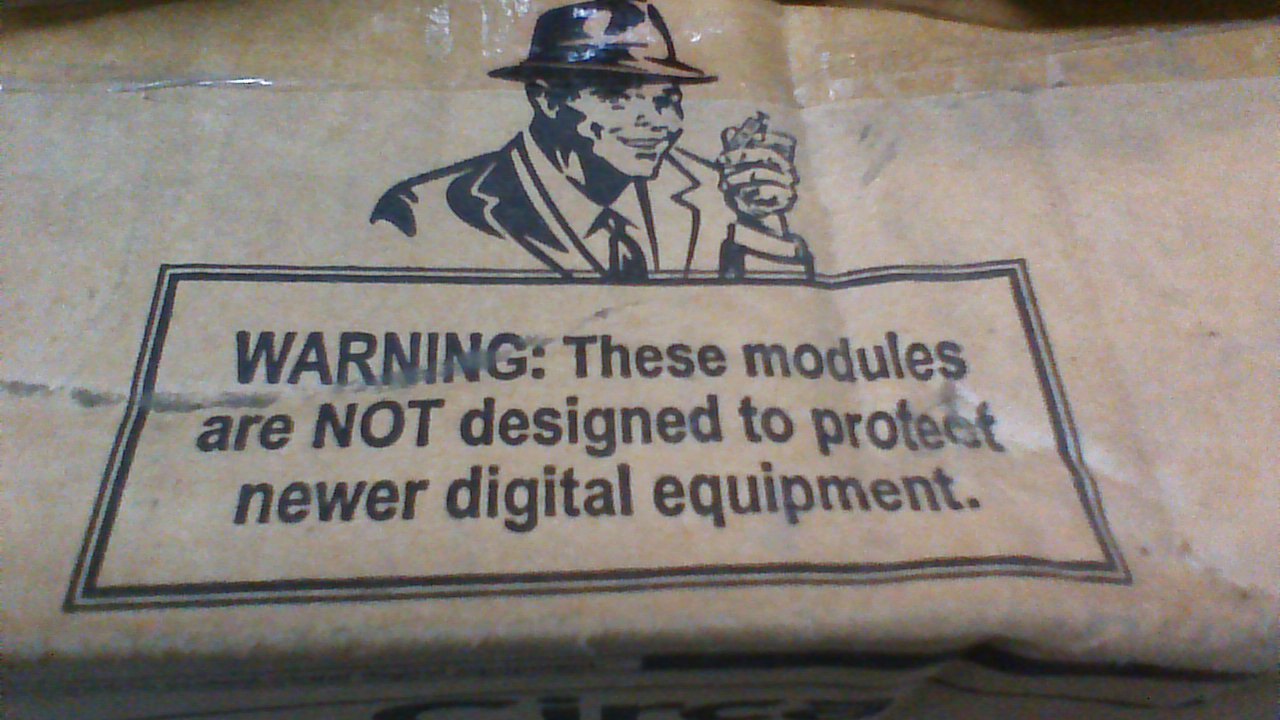 WARNING: These modules
are NOT designed to protect
newer digital equipment.